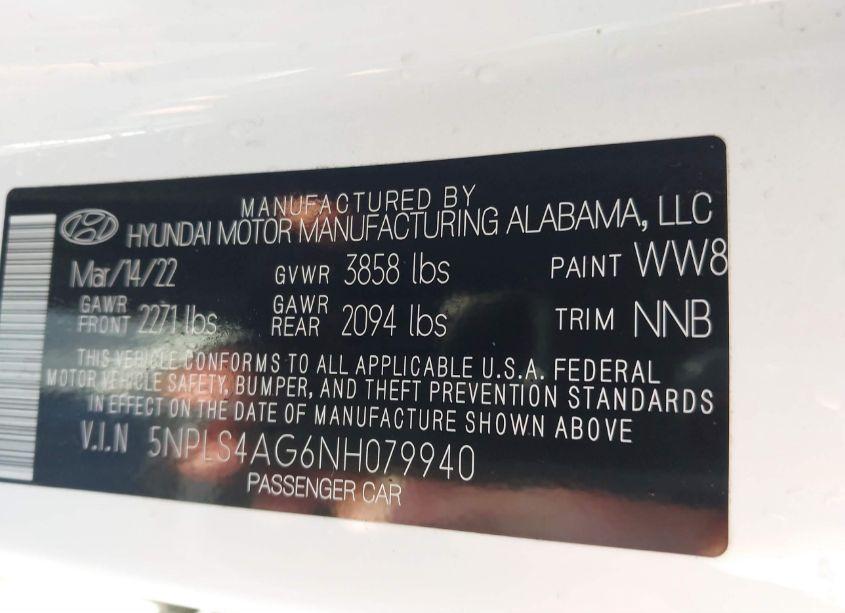 MANUFACTURED BY
HYUNDAI MOTOR MANUFACTURING ALABAMA, LLC
Mar/14/22 GVWR 3858 lbs PAINT WW8
GAWR FRONT 2271 lbs GAWR REAR 2094 lbs TRIM NNB
THIS VEHICLE CONFORMS TO ALL APPLICABLE U.S.A. FEDERAL
MOTOR VEHICLE SAFETY, BUMPER, AND THEFT PREVENTION STANDARDS
IN EFFECT ON THE DATE OF MANUFACTURE SHOWN ABOVE
V.I.N 5NPLS4AG6NH079940
PASSENGER CAR